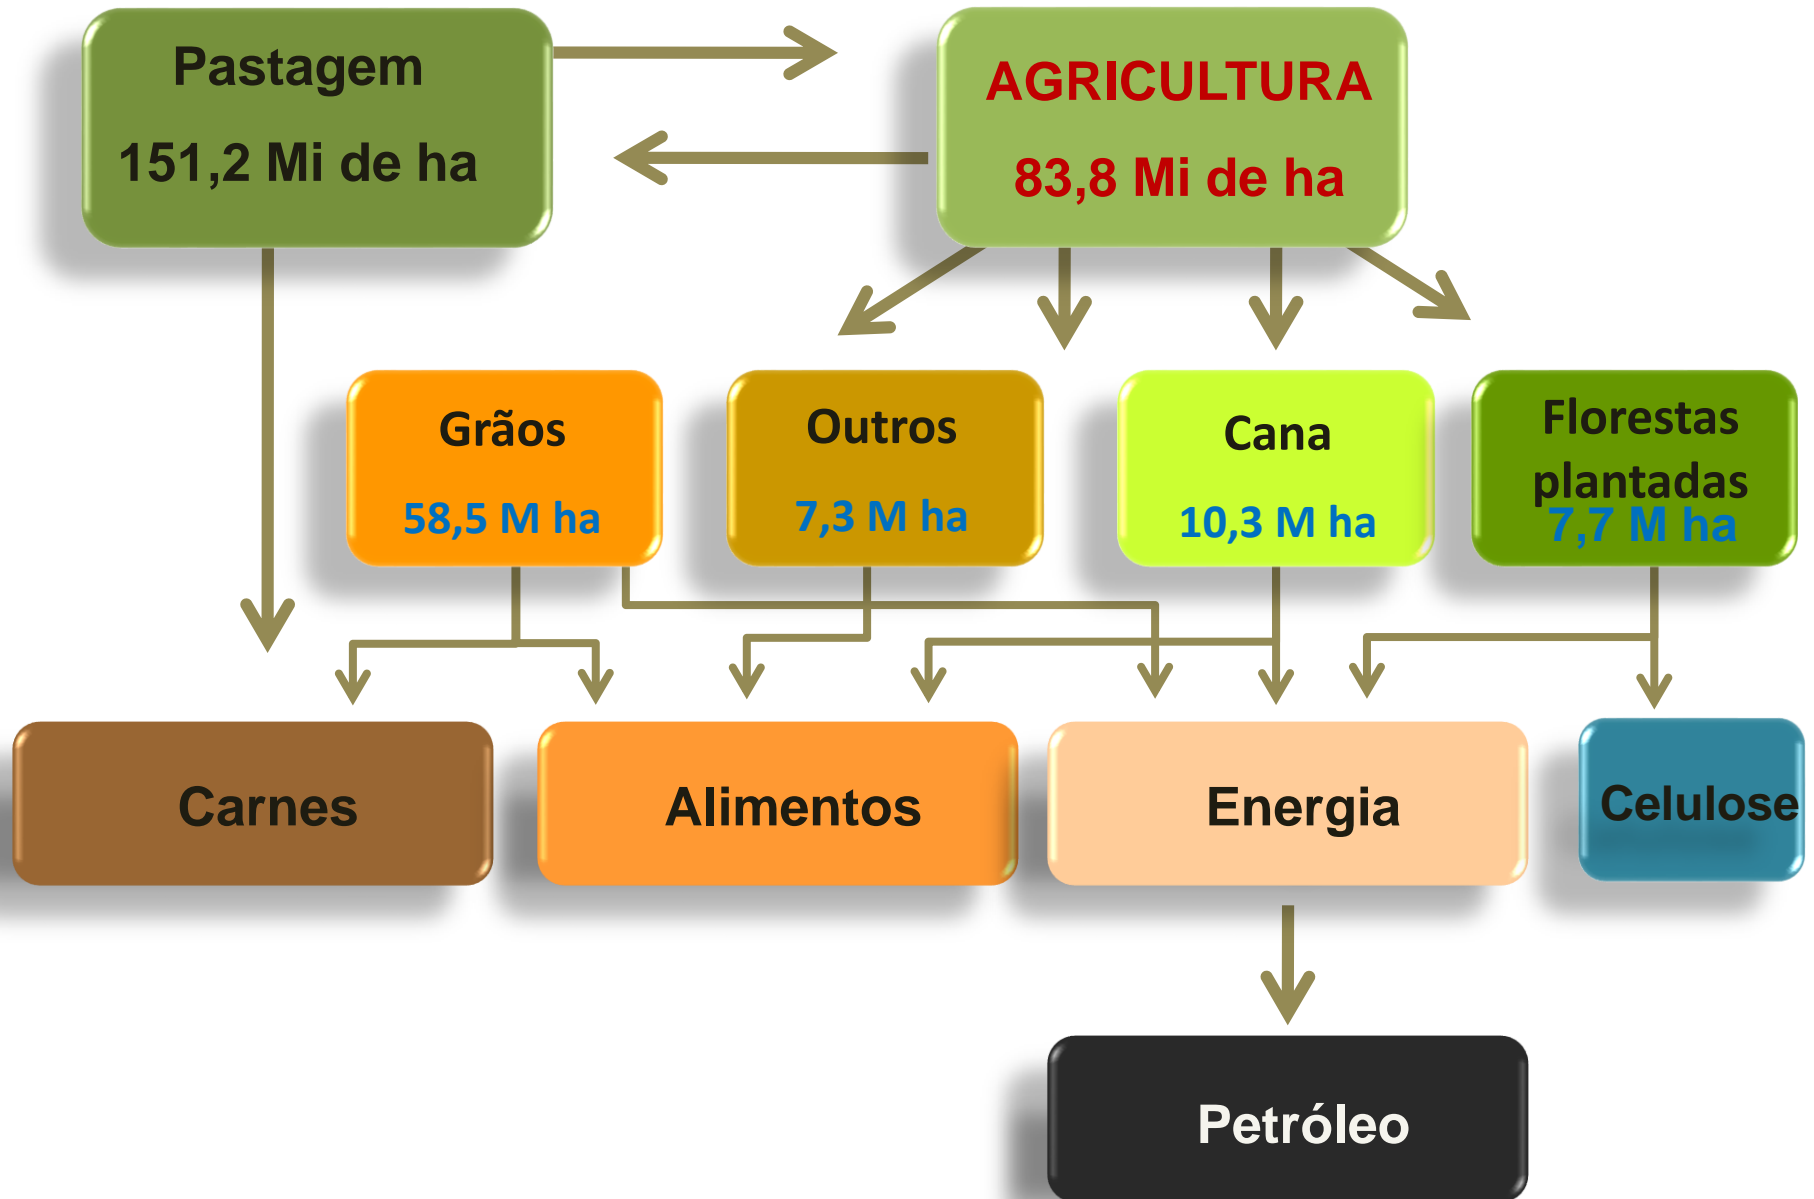 Pastagem
151,2 Mi de ha
AGRICULTURA
83,8 Mi de ha
Grãos
58,5 M ha
Outros
7,3 M ha
Cana
10,3 M ha
Florestas
plantadas
7,7 M ha
Carnes
Alimentos
Energia
Celulose
Petróleo